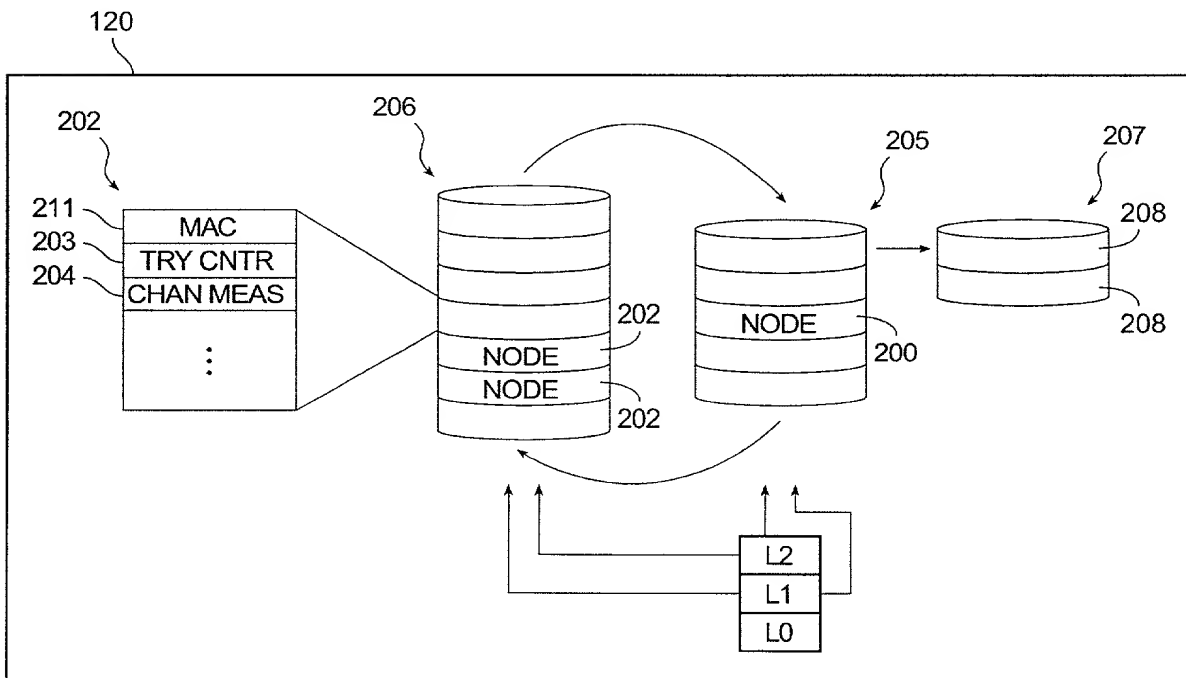 120
202
206
205
207
211
MAC
203
TRY CNTR
204
CHAN MEAS
208
208
202
NODE
NODE
202
NODE
200
L2
L1
L0